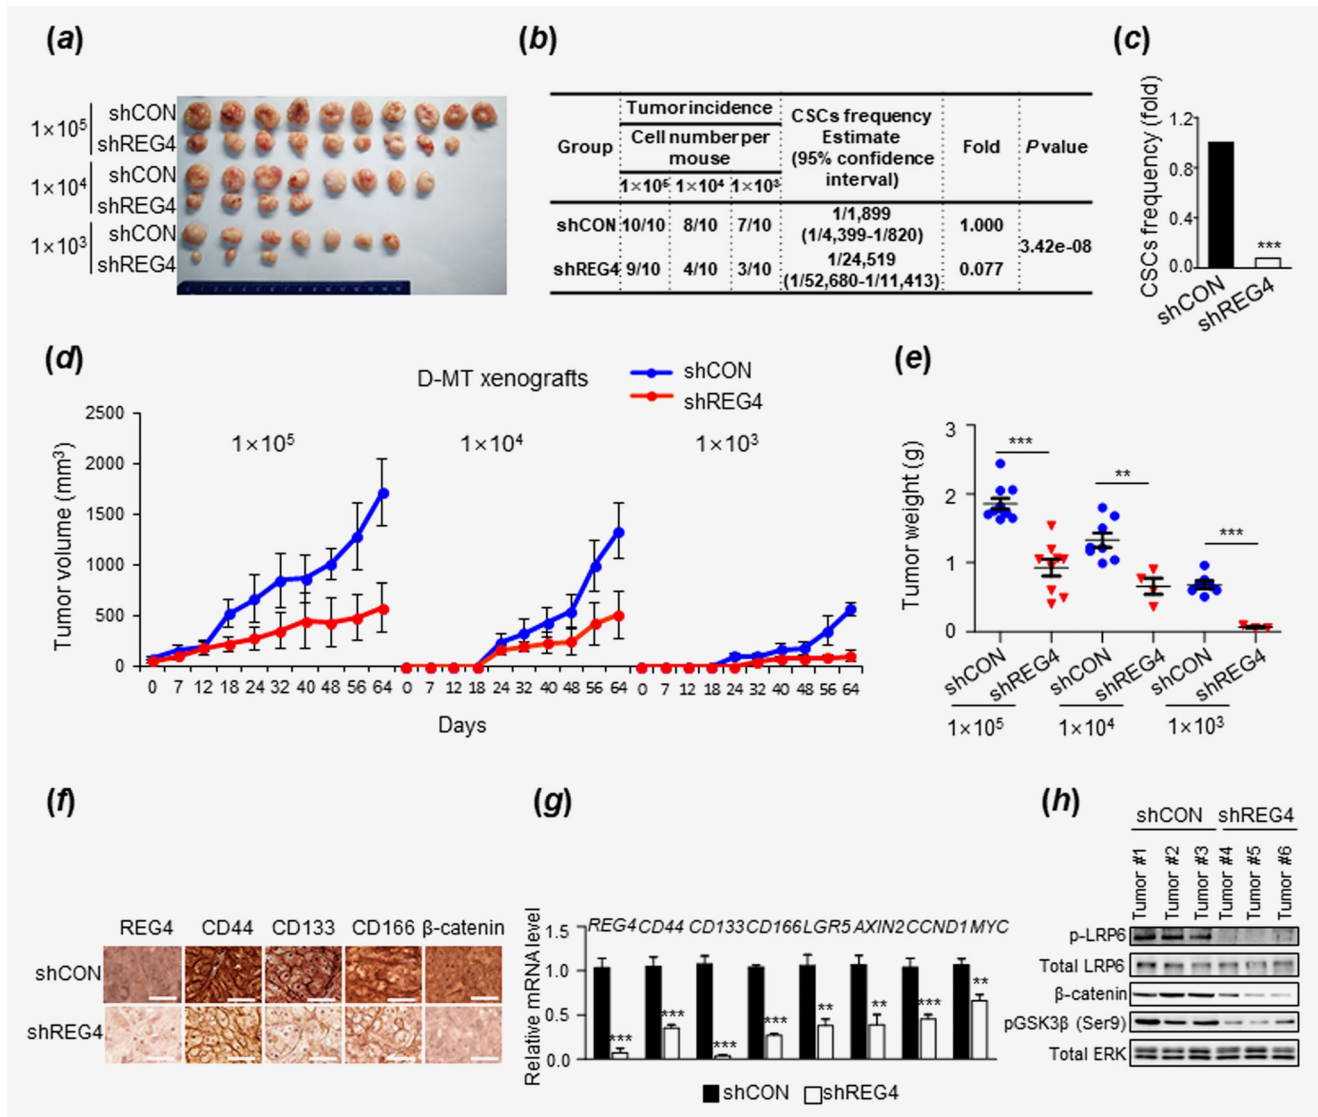 (a)
1×10⁵
shCON
shREG4
1×10⁴
shCON
shREG4
1×10³
shCON
shREG4
(b)
Group
Tumor incidence
Cell number per
mouse
1×10⁵ 1×10⁴ 1×10³
CSCs frequency
Estimate
(95% confidence
interval)
Fold
P value
shCON 10/10 8/10 7/10 1/1,899
(1/4,399-1/820) 1.000
shREG4 9/10 4/10 3/10 1/24,519
(1/52,680-1/11,413) 0.077
3.42e-08
(c)
CSCs frequency (fold)
1.2
0.8
0.4
0.0
***
shCON
shREG4
(d)
D-MT xenografts
shCON
shREG4
Tumor volume (mm³)
2500
2000
1500
1000
500
0
1×10⁵
1×10⁴
1×10³
0 7 12 18 24 32 40 48 56 64 0 7 12 18 24 32 40 48 56 64 0 7 12 18 24 32 40 48 56 64
Days
(e)
Tumor weight (g)
3
2
1
0
***
**
***
shCON shREG4 shCON shREG4 shCON shREG4
1×10⁵ 1×10⁴ 1×10³
(f)
REG4 CD44 CD133 CD166 β-catenin
shCON
shREG4
(g)
Relative mRNA level
1.5
1.0
0.5
0.0
REG4 CD44 CD133 CD166 LGR5 AXIN2 CCND1 MYC
*** *** *** *** ** ** *** **
shCON shREG4
(h)
shCON shREG4
Tumor #1 Tumor #2 Tumor #3 Tumor #4 Tumor #5 Tumor #6
p-LRP6
Total LRP6
β-catenin
pGSK3β (Ser9)
Total ERK